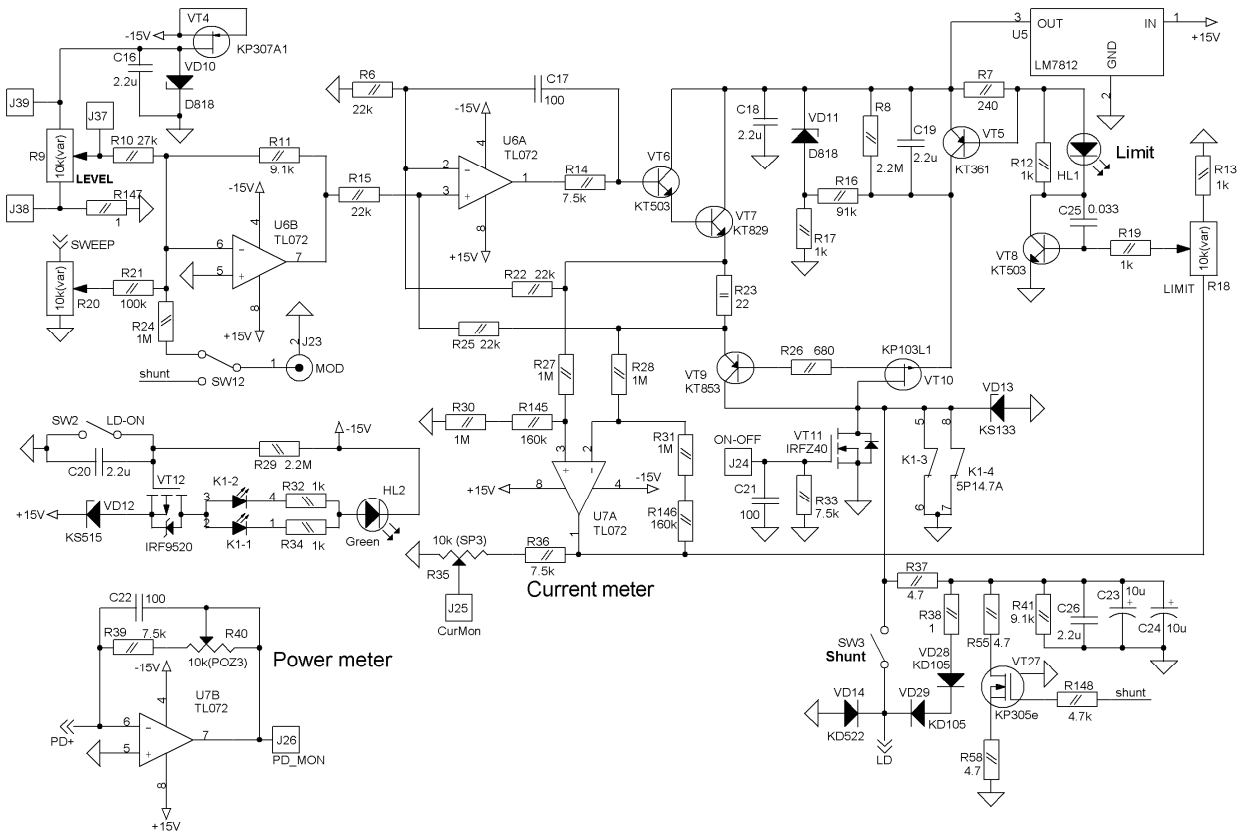 VT4
-15V
KP307A1
C16
2.2u
VD10
D818
J39
J37
R10 27k
R9
10k(var)
LEVEL
J38
R147
1
R11
9.1k
SWEEP
10k(var)
R20
R21
100k
R24
1M
-15V
4
U6B
TL072
6
5
7
8
+15V
J23
2
1
MOD
SW12
shunt
R6
22k
C17
100
-15V
4
U6A
TL072
2
3
1
8
+15V
R15
22k
R14
7.5k
VT6
KT503
VT7
KT829
R22 22k
R23
22
R25 22k
R27
1M
R28
1M
C18
2.2u
VD11
D818
R8
2.2M
C19
2.2u
R16
91k
R17
1k
3
OUT
IN
1
U5
LM7812
GND
2
+15V
R7
240
VT5
KT361
R12
1k
HL1
Limit
C25 0.033
VT8
KT503
R19
1k
R13
1k
10k(var)
LIMIT
R18
VT9
KT853
R26 680
KP103L1
VT10
VD13
KS133
R30
1M
R145
160k
R31
1M
3
2
+15V
8
4
-15V
U7A
TL072
1
R146
160k
ON-OFF
J24
C21
100
R33
7.5k
VT11
IRFZ40
5
8
K1-3
K1-4
5P14.7A
6
7
SW2
LD-ON
C20
2.2u
R29 2.2M
-15V
VT12
+15V
VD12
KS515
IRF9520
K1-2
3
4
2
1
K1-1
R32 1k
R34 1k
HL2
Green
10k (SP3)
R35
R36
7.5k
J25
CurMon
Current meter
C22 100
R39
7.5k
R40
10k(POZ3)
Power meter
-15V
4
U7B
TL072
PD+
6
5
7
8
+15V
J26
PD_MON
R37
4.7
R38
1
R55 4.7
R41
9.1k
C26
2.2u
C23
10u
+
C24
10u
+
SW3
Shunt
VD28
KD105
VT27
KP305e
R148
4.7k
shunt
VD14
KD522
VD29
KD105
LD
R58
4.7